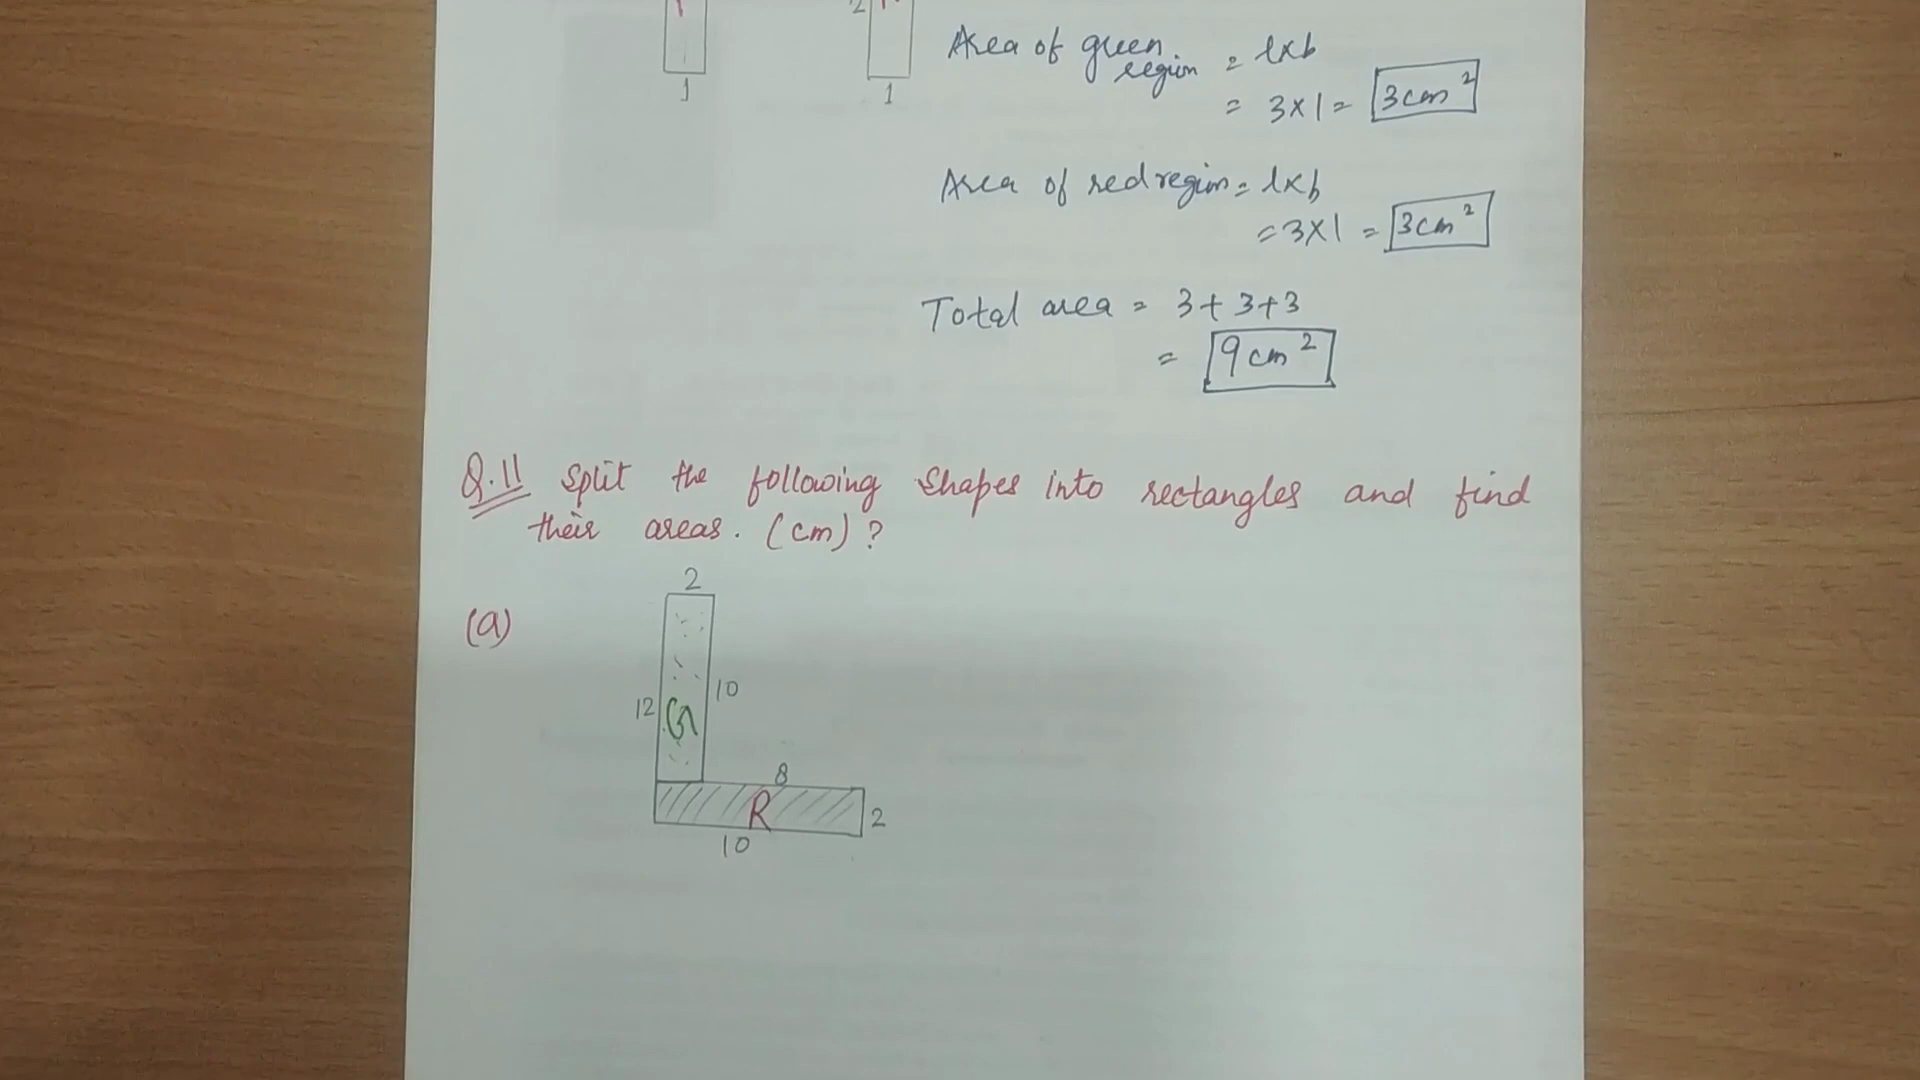 2
1
1
Area of green region = l×b
= 3×1= 3cm²
Area of red region= l×b
=3×1 = 3cm²
Total area = 3+3+3
= 9cm²
Q.11 Split the following Shapes into rectangles and find
their areas. (cm)?
(a)
2
12
G
10
8
R
2
10